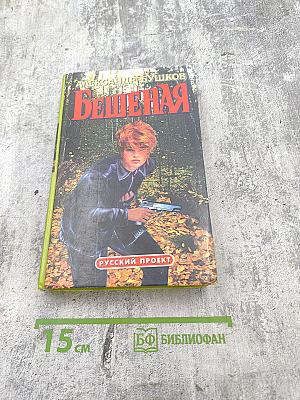 АЛЕКСАНДР БУШКОВ
БЕШЕНАЯ
РУССКИЙ ПРОЕКТ
15 см
БФ БИБЛИОФАН